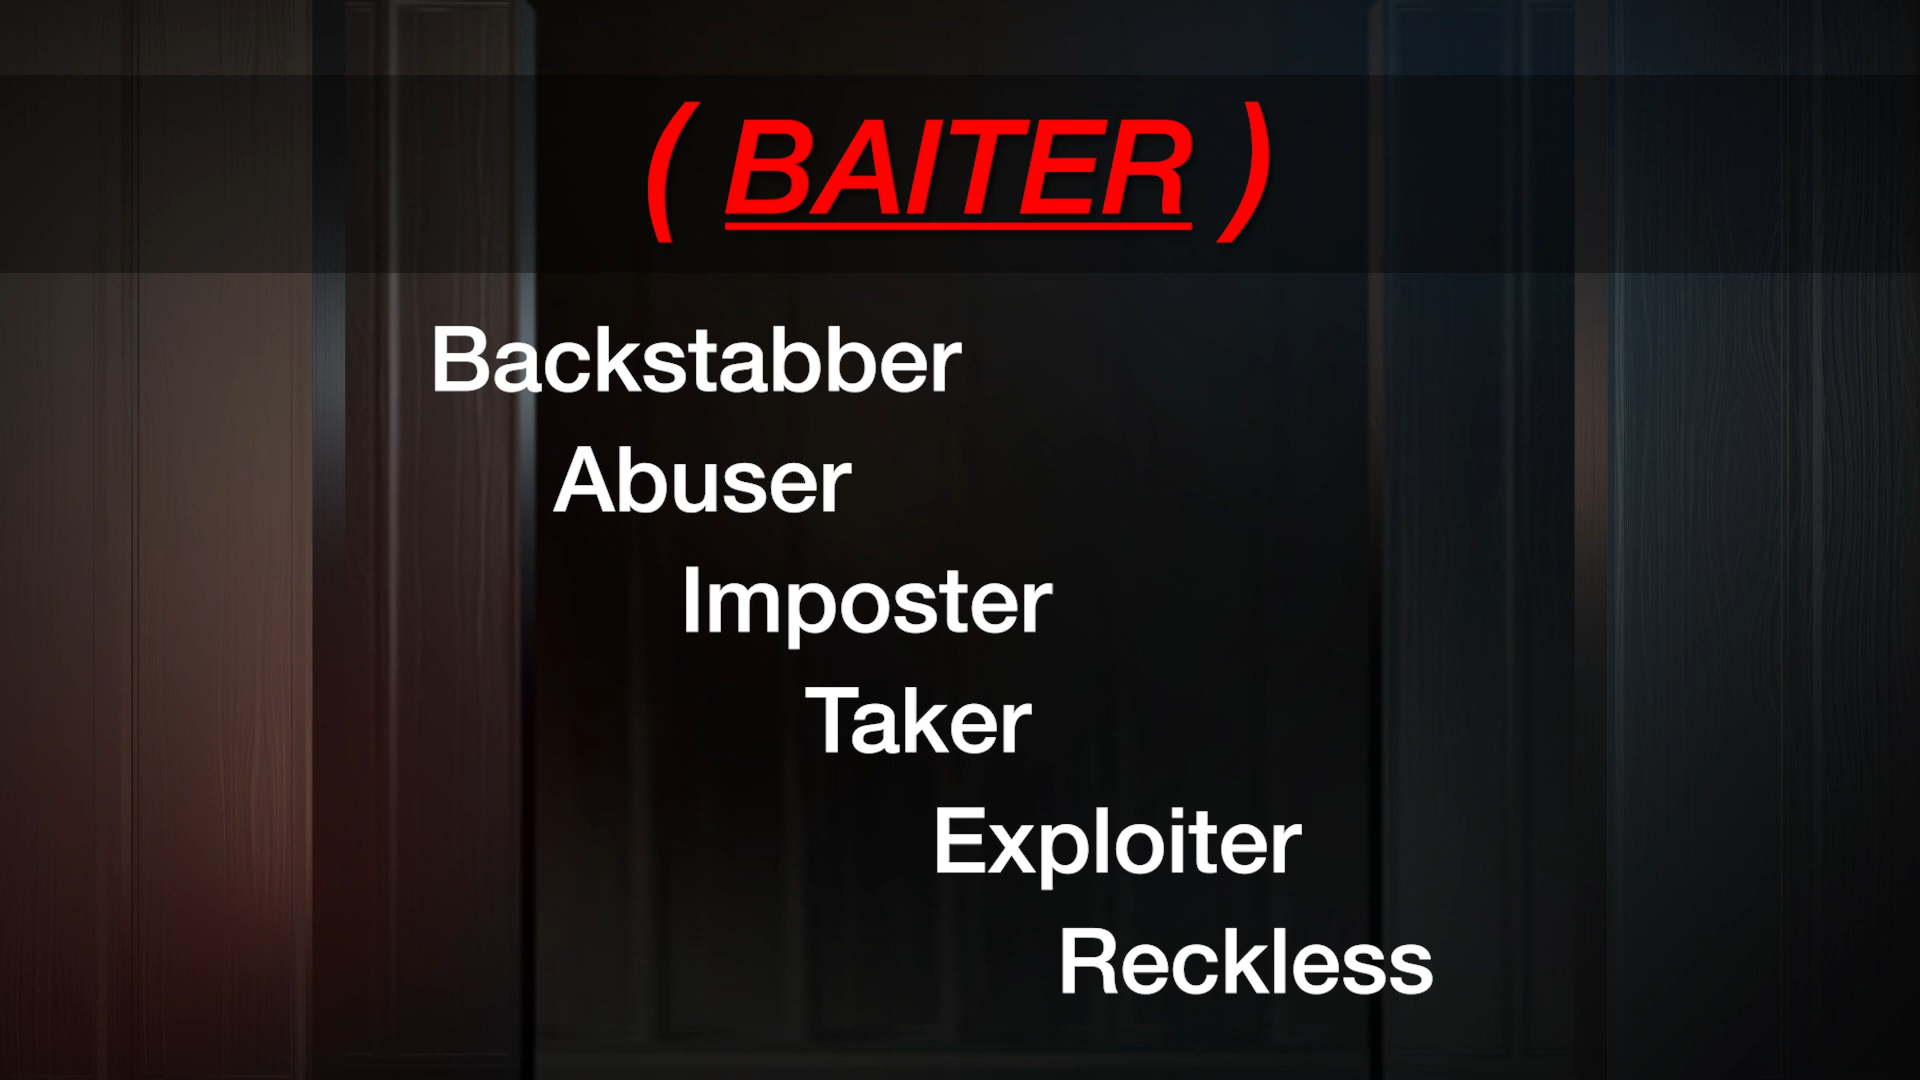 ( BAITER )
Backstabber
Abuser
Imposter
Taker
Exploiter
Reckless